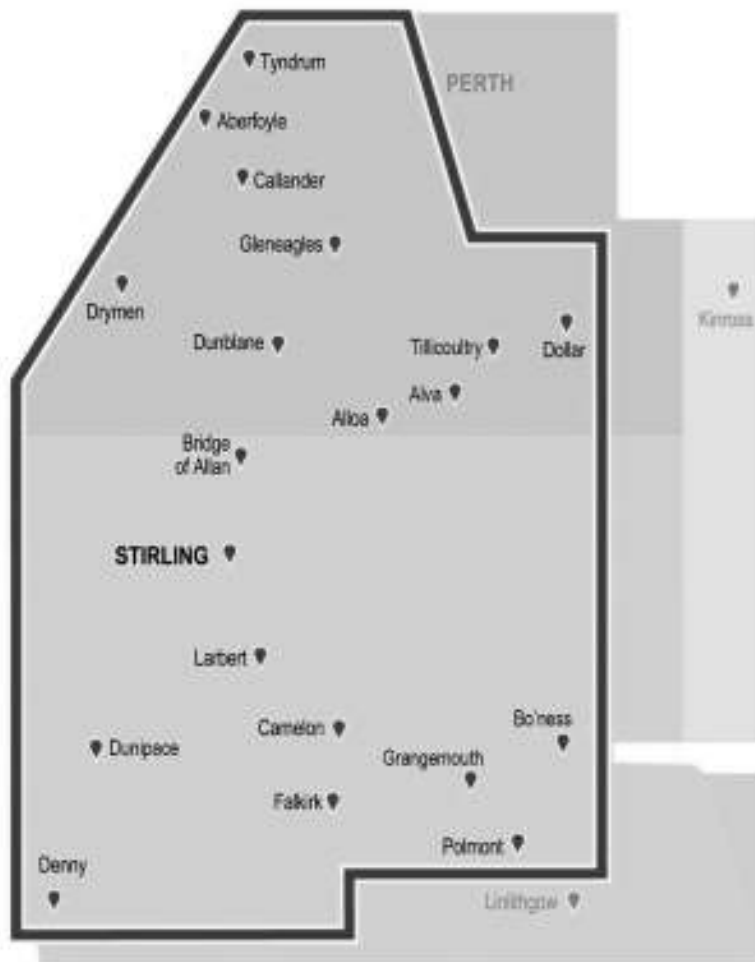 Tyndrum
PERTH
Aberfoyle
Callander
Gleneagles
Drymen
Kinross
Dunblane
Tillicoultry
Dollar
Alva
Alloa
Bridge
of Allan
STIRLING
Larbert
Bo'ness
Camelon
Dunipace
Grangemouth
Falkirk
Polmont
Denny
Linlithgow